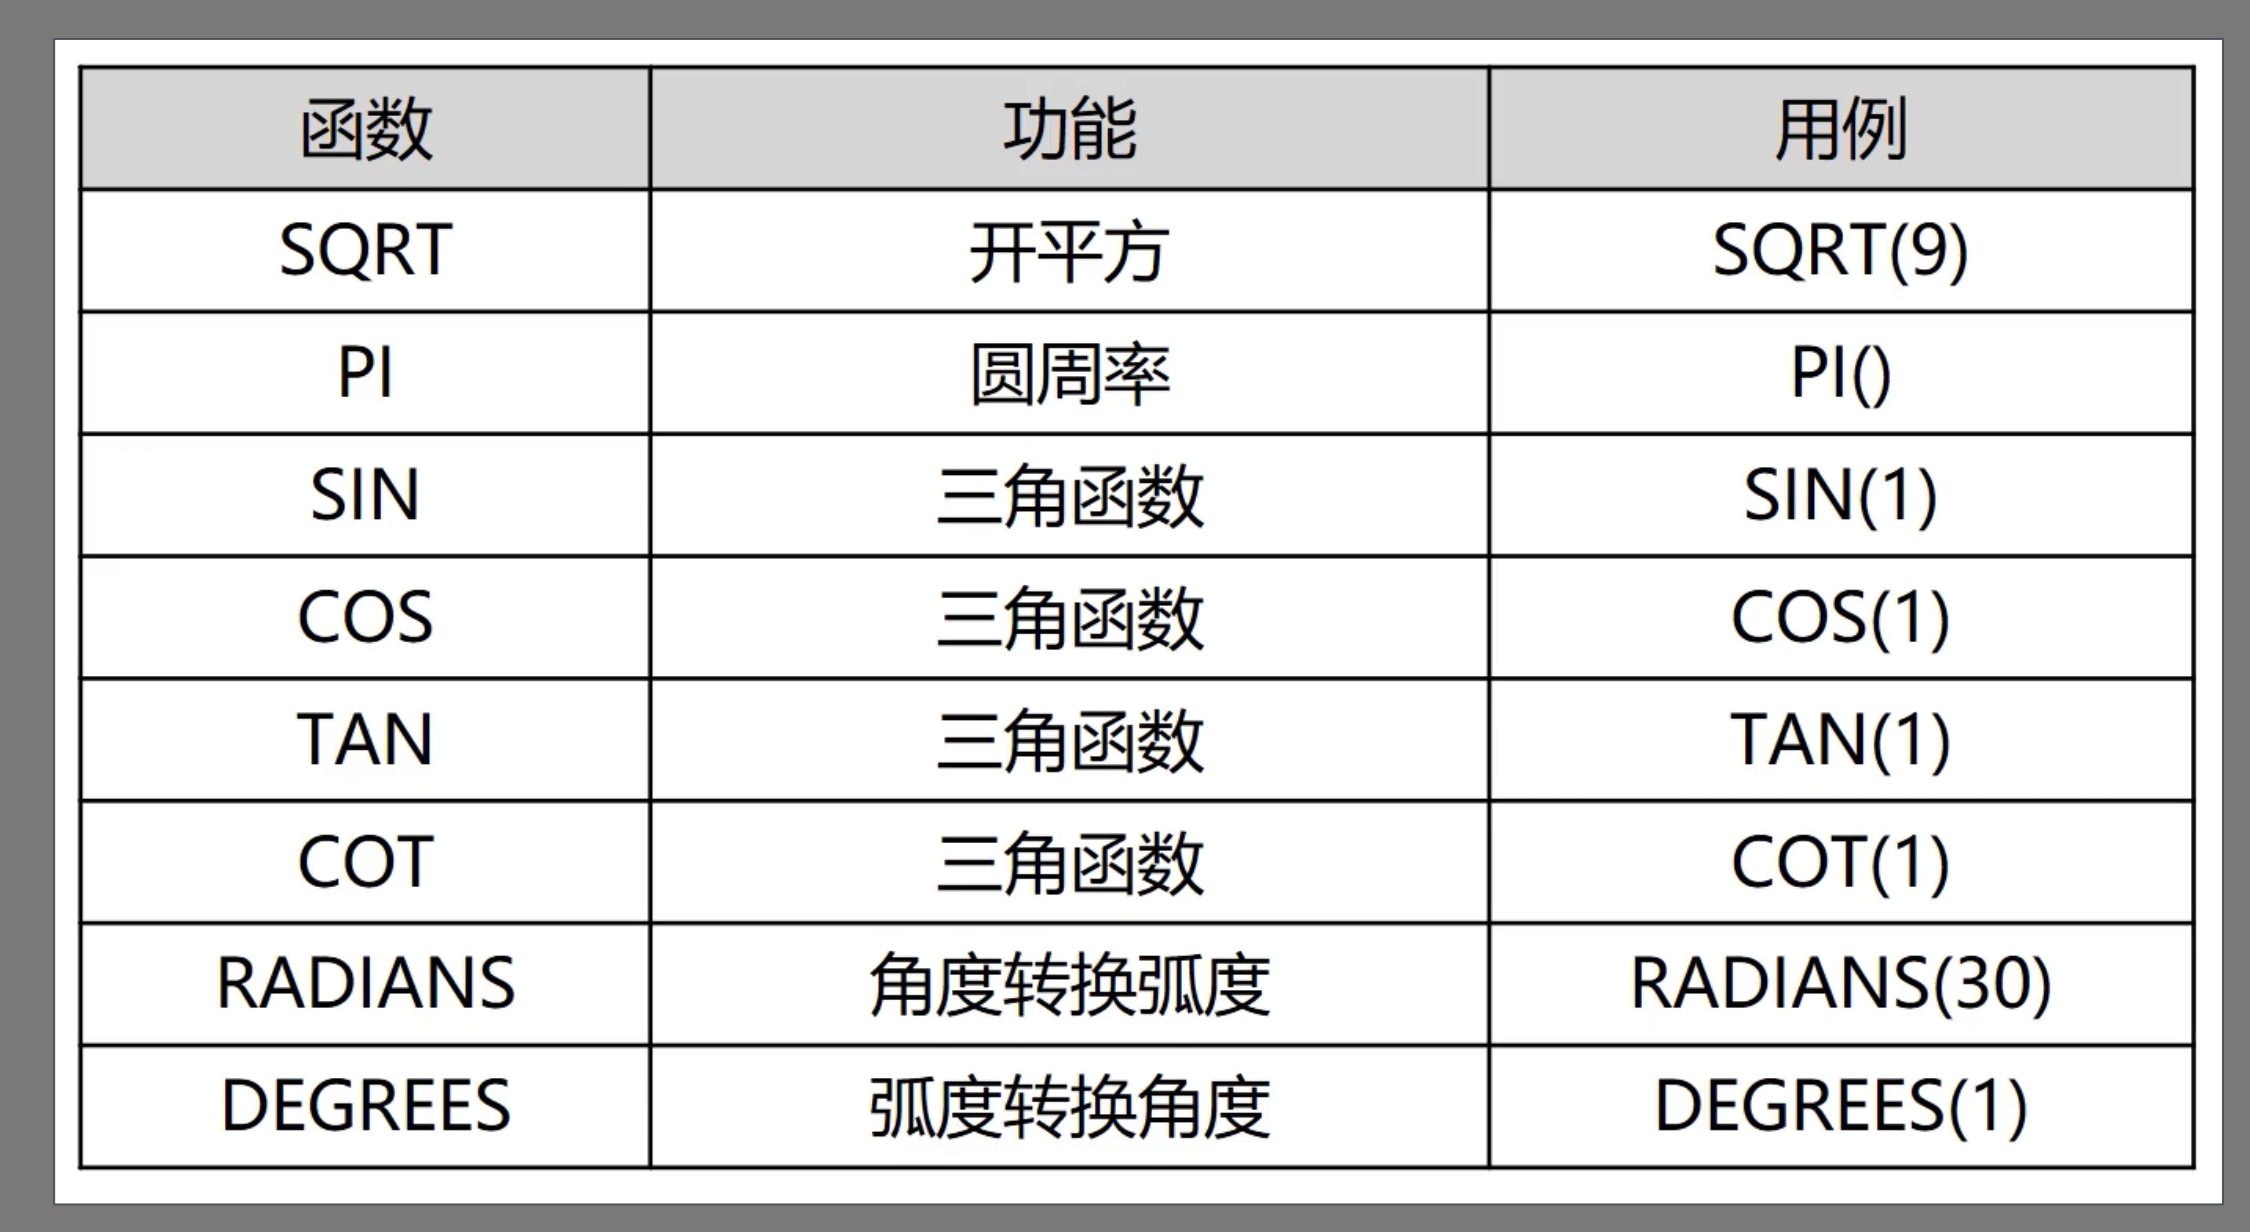 函数 功能 用例
SQRT 开平方 SQRT(9)
PI 圆周率 PI()
SIN 三角函数 SIN(1)
COS 三角函数 COS(1)
TAN 三角函数 TAN(1)
COT 三角函数 COT(1)
RADIANS 角度转换弧度 RADIANS(30)
DEGREES 弧度转换角度 DEGREES(1)